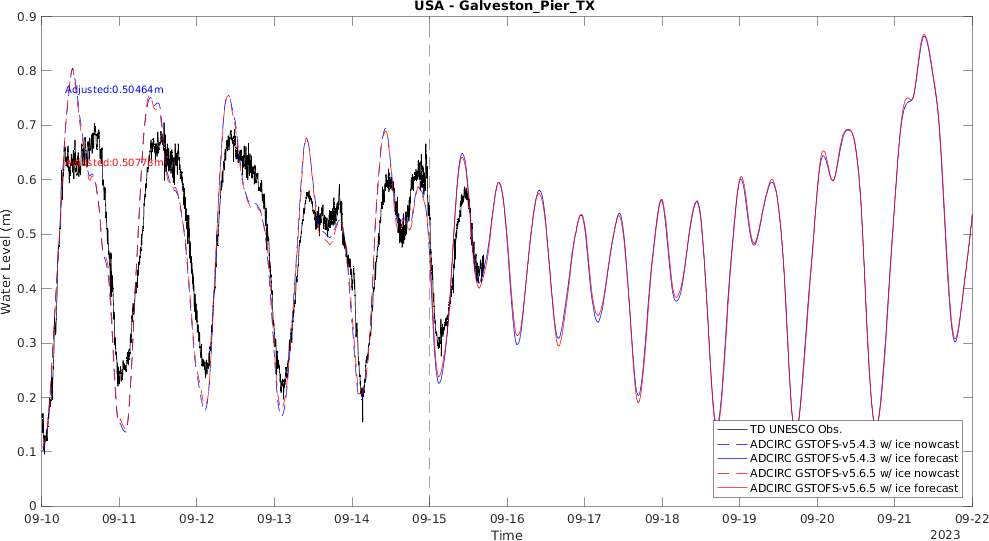 USA - Galveston_Pier_TX
0.9
0.8
0.7
0.6
0.5
0.4
0.3
0.2
0.1
0
Water Level (m)
Adjusted:0.50464m
Adjusted:0.50778m
TD UNESCO Obs.
ADCIRC GSTOFS-v5.4.3 w/ ice nowcast
ADCIRC GSTOFS-v5.4.3 w/ ice forecast
ADCIRC GSTOFS-v5.6.5 w/ ice nowcast
ADCIRC GSTOFS-v5.6.5 w/ ice forecast
09-10 09-11 09-12 09-13 09-14 09-15 09-16 09-17 09-18 09-19 09-20 09-21 09-22
Time
2023